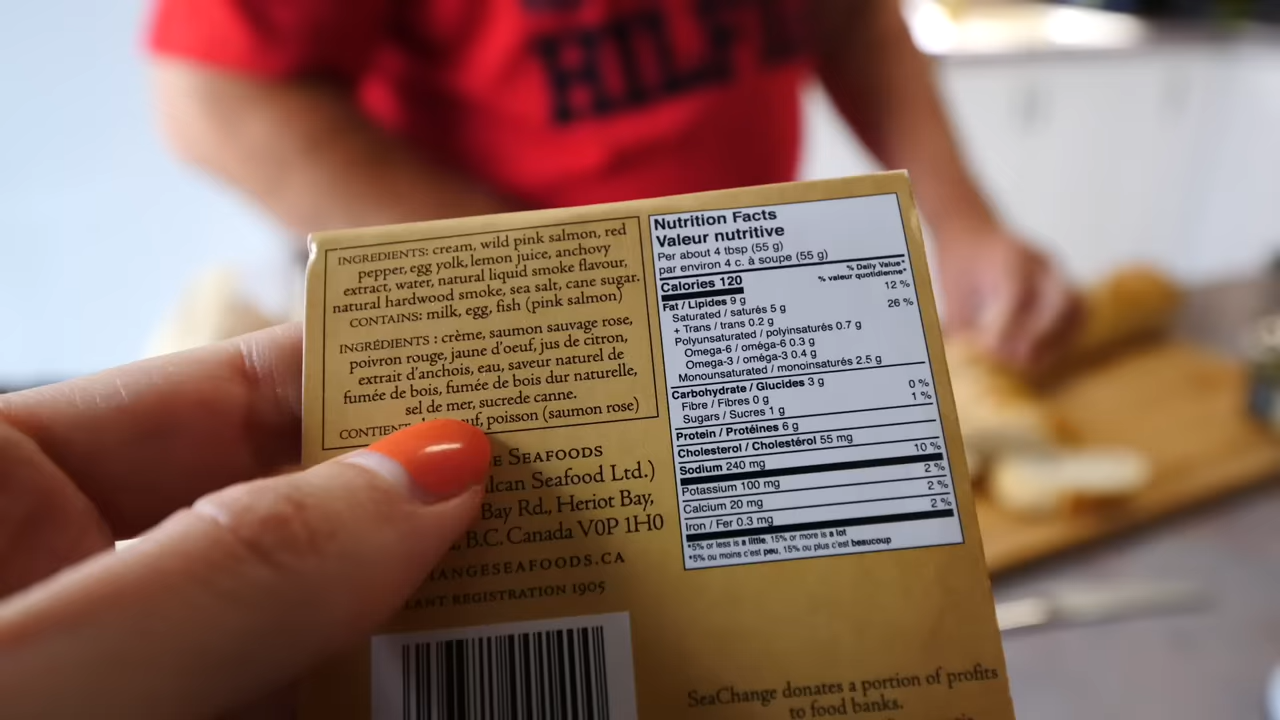 HILF
INGREDIENTS: cream, wild pink salmon, red
pepper, egg yolk, lemon juice, anchovy
extract, water, natural liquid smoke flavour,
natural hardwood smoke, sea salt, cane sugar.
CONTAINS: milk, egg, fish (pink salmon)
INGRÉDIENTS : crème, saumon sauvage rose,
poivron rouge, jaune d'oeuf, jus de citron,
extrait d'anchois, eau, saveur naturel de
fumée de bois, fumée de bois dur naturelle,
sel de mer, sucrede canne.
CONTIENT poisson (saumon rose)
Seafoods
Seafood Ltd.)
Bay Rd., Heriot Bay,
B.C. Canada V0P 1H0
HANGESEAFOODS.CA
REGISTRATION 1905
Nutrition Facts
Valeur nutritive
Per about 4 tbsp (55 g)
par environ 4 c. à soupe (55 g)
% Daily Value*
% valeur quotidienne*
Calories 120
Fat / Lipides 9 g 12 %
Saturated / saturés 5 g 26 %
+ Trans / trans 0.2 g
Polyunsaturated / polyinsaturés 0.7 g
Omega-6 / oméga-6 0.3 g
Omega-3 / oméga-3 0.4 g
Monounsaturated / monoinsaturés 2.5 g
Carbohydrate / Glucides 3 g
Fibre / Fibres 0 g 0 %
Sugars / Sucres 1 g 1 %
Protein / Protéines 6 g
Cholesterol / Cholestérol 55 mg
Sodium 240 mg 10 %
Potassium 100 mg 2 %
Calcium 20 mg 2 %
Iron / Fer 0.3 mg 2 %
*5% or less is a little, 15% or more is a lot
*5% ou moins c'est peu, 15% ou plus c'est beaucoup
SeaChange donates a portion of profits
to food banks.